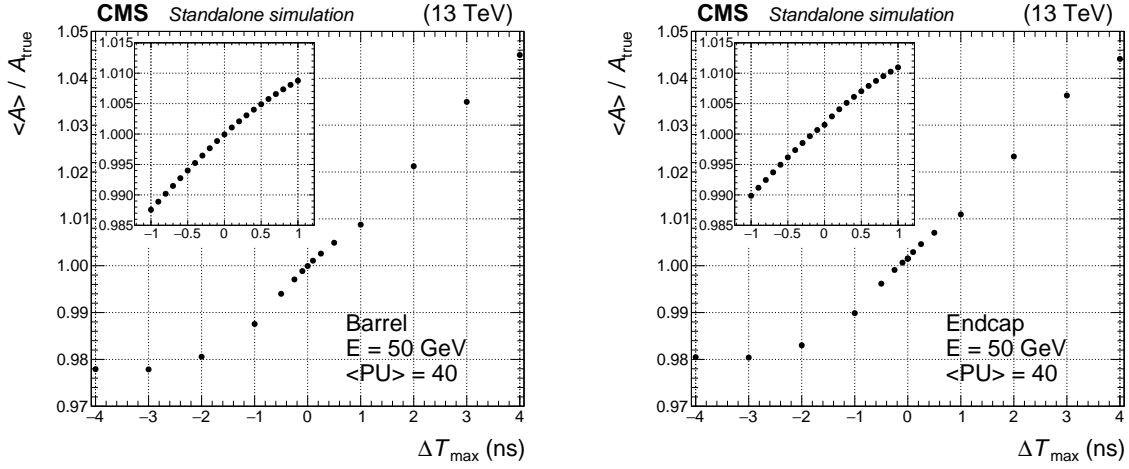 CMS Standalone simulation (13 TeV)
<A> / A_true
1.05
1.04
1.03
1.02
1.01
1.00
0.99
0.98
0.97
1.015
1.010
1.005
1.000
0.995
0.990
0.985
−1 −0.5 0 0.5 1
Barrel
E = 50 GeV
<PU> = 40
−4 −3 −2 −1 0 1 2 3 4
ΔT_max (ns)
CMS Standalone simulation (13 TeV)
<A> / A_true
1.05
1.04
1.03
1.02
1.01
1.00
0.99
0.98
0.97
1.015
1.010
1.005
1.000
0.995
0.990
0.985
−1 −0.5 0 0.5 1
Endcap
E = 50 GeV
<PU> = 40
−4 −3 −2 −1 0 1 2 3 4
ΔT_max (ns)